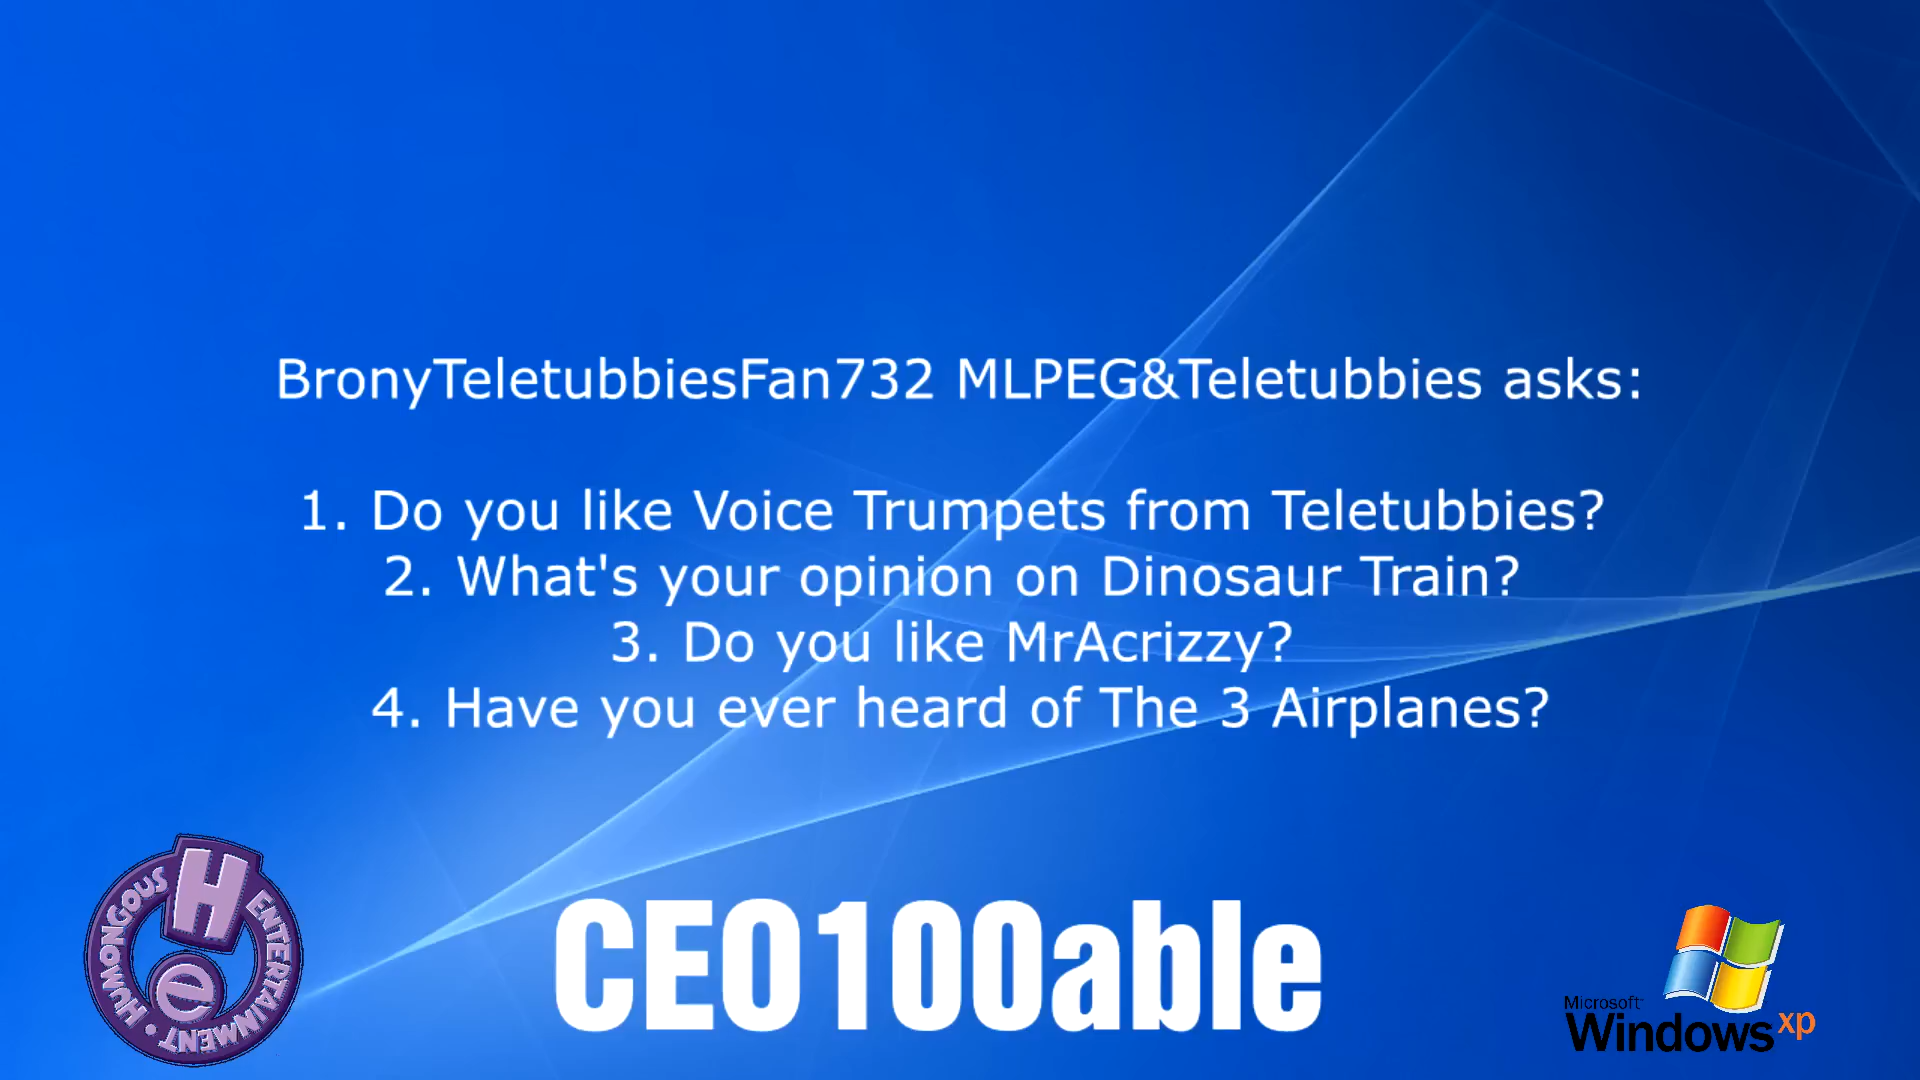 BronyTeletubbiesFan732 MLPEG&Teletubbies asks:
1. Do you like Voice Trumpets from Teletubbies?
2. What's your opinion on Dinosaur Train?
3. Do you like MrAcrizzy?
4. Have you ever heard of The 3 Airplanes?
HUMONGOUS ENTERTAINMENT
He
CEO100able
Microsoft
Windows xp